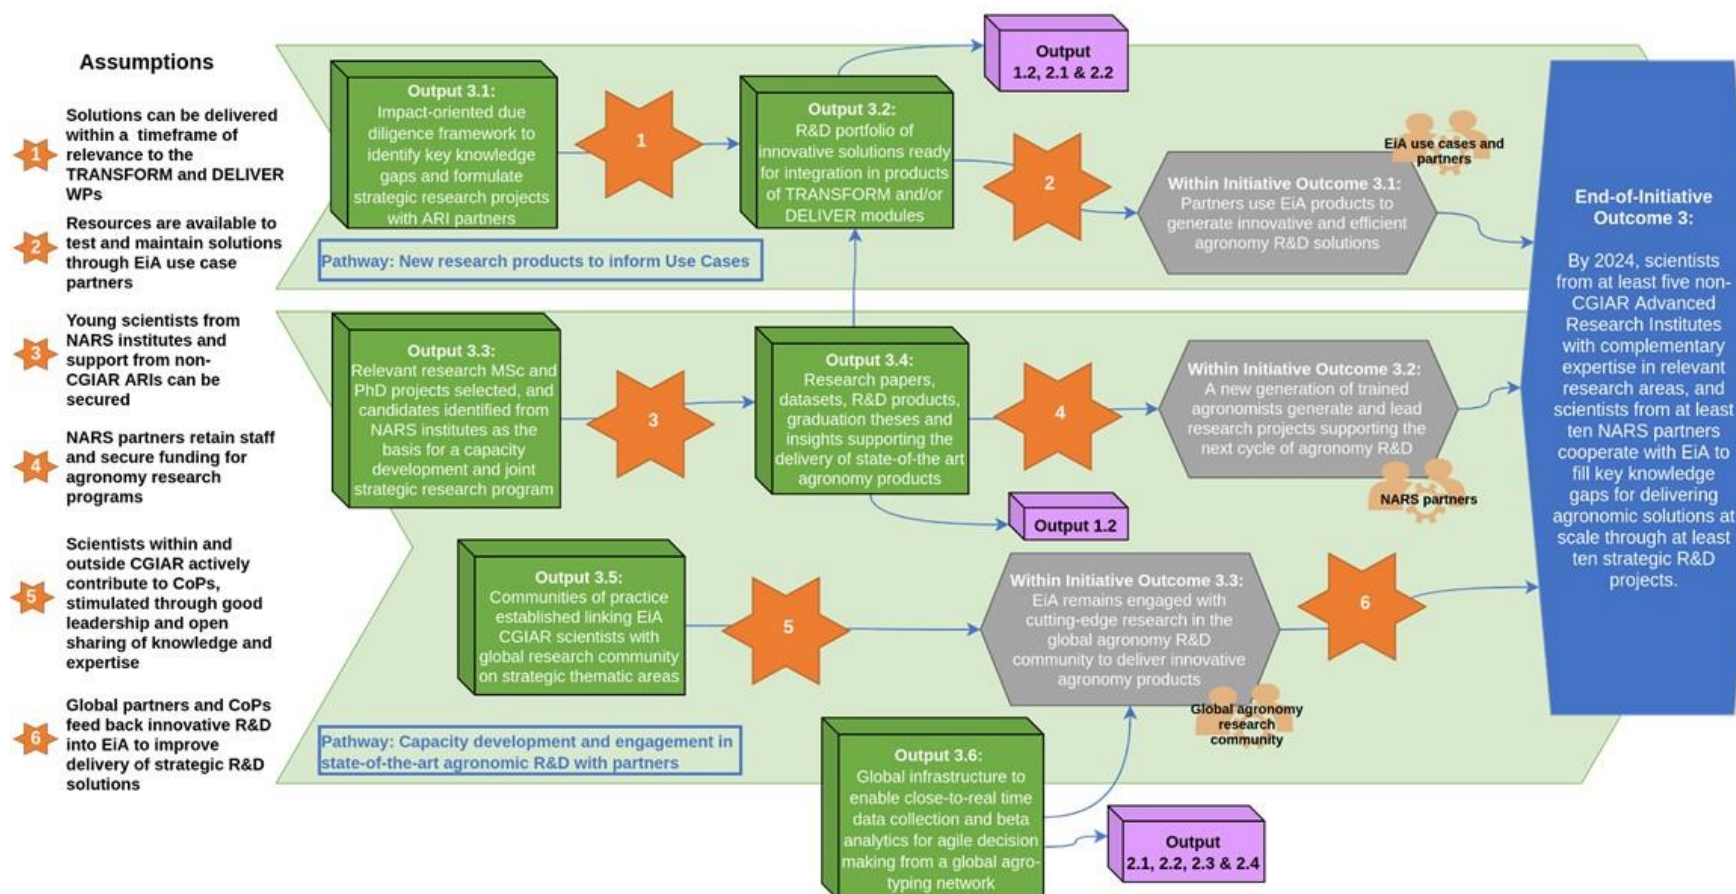 Assumptions
1
Solutions can be delivered
within a timeframe of
relevance to the
TRANSFORM and DELIVER
WPs
2
Resources are available to
test and maintain solutions
through EiA use case
partners
3
Young scientists from
NARS institutes and
support from non-
CGIAR ARIs can be
secured
4
NARS partners retain staff
and secure funding for
agronomy research
programs
5
Scientists within and
outside CGIAR actively
contribute to CoPs,
stimulated through good
leadership and open
sharing of knowledge and
expertise
6
Global partners and CoPs
feed back innovative R&D
into EiA to improve
delivery of strategic R&D
solutions
Output 3.1:
Impact-oriented due
diligence framework to
identify key knowledge
gaps and formulate
strategic research projects
with ARI partners
1
Output 3.2:
R&D portfolio of
innovative solutions ready
for integration in products
of TRANSFORM and/or
DELIVER modules
Output
1.2, 2.1 & 2.2
2
EiA use cases and
partners
Within Initiative Outcome 3.1:
Partners use EiA products to
generate innovative and efficient
agronomy R&D solutions
Pathway: New research products to inform Use Cases
Output 3.3:
Relevant research MSc and
PhD projects selected, and
candidates identified from
NARS institutes as the
basis for a capacity
development and joint
strategic research program
3
Output 3.4:
Research papers,
datasets, R&D products,
graduation theses and
insights supporting the
delivery of state-of-the art
agronomy products
4
Within Initiative Outcome 3.2:
A new generation of trained
agronomists generate and lead
research projects supporting the
next cycle of agronomy R&D
NARS partners
Output 1.2
Output 3.5:
Communities of practice
established linking EiA
CGIAR scientists with
global research community
on strategic thematic areas
5
Within Initiative Outcome 3.3:
EiA remains engaged with
cutting-edge research in the
global agronomy R&D
community to deliver innovative
agronomy products
6
Global agronomy
research
community
Pathway: Capacity development and engagement in
state-of-the-art agronomic R&D with partners
Output 3.6:
Global infrastructure to
enable close-to-real time
data collection and beta
analytics for agile decision
making from a global agro-
typing network
Output
2.1, 2.2, 2.3 & 2.4
End-of-Initiative
Outcome 3:
By 2024, scientists
from at least five non-
CGIAR Advanced
Research Institutes
with complementary
expertise in relevant
research areas, and
scientists from at least
ten NARS partners
cooperate with EiA to
fill key knowledge
gaps for delivering
agronomic solutions at
scale through at least
ten strategic R&D
projects.